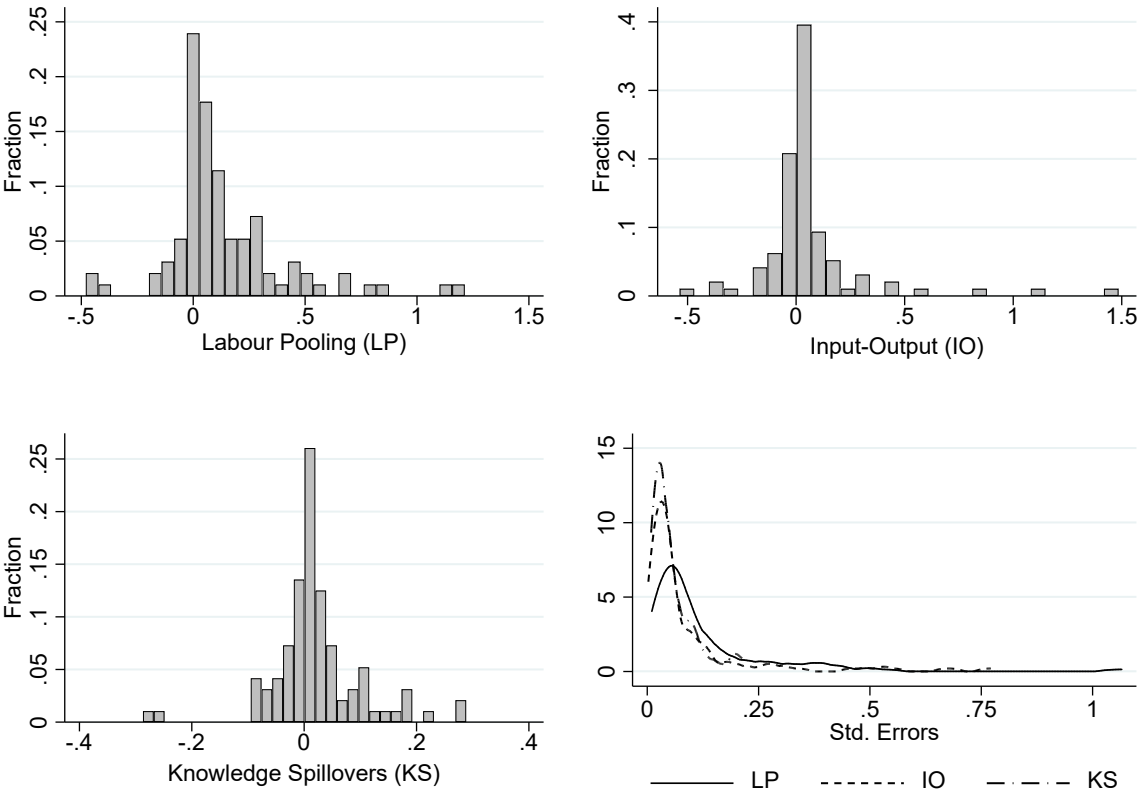 Fraction
0 .05 .1 .15 .2 .25
-.5 0 .5 1 1.5
Labour Pooling (LP)
Fraction
0 .1 .2 .3 .4
-.5 0 .5 1 1.5
Input-Output (IO)
Fraction
0 .05 .1 .15 .2 .25
-.4 -.2 0 .2 .4
Knowledge Spillovers (KS)
0 5 10 15
0 .25 .5 .75 1
Std. Errors
LP IO KS